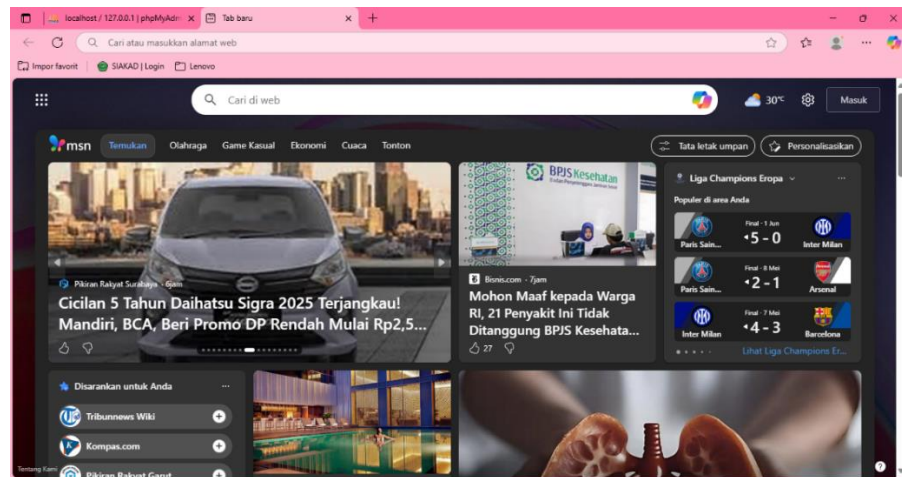 localhost / 127.0.0.1 | phpMyAdm
Tab baru
Cari atau masukkan alamat web
Impor favorit
SIAKAD | Login
Lenovo
Cari di web
30°C
Masuk
msn
Temukan
Olahraga
Game Kasual
Ekonomi
Cuaca
Tonton
Tata letak umpan
Personalisasikan
Pikiran Rakyat Surabaya · 6jam
Cicilan 5 Tahun Daihatsu Sigra 2025 Terjangkau!
Mandiri, BCA, Beri Promo DP Rendah Mulai Rp2,5...
BPJS Kesehatan
Bisnis.com · 7jam
Mohon Maaf kepada Warga
RI, 21 Penyakit Ini Tidak
Ditanggung BPJS Kesehata...
27
Liga Champions Eropa
Populer di area Anda
Final · 1 Jun
Paris Sain...
5 - 0
Inter Milan
Final · 8 Mei
Paris Sain...
2 - 1
Arsenal
Final · 7 Mei
Inter Milan
4 - 3
Barcelona
Lihat Liga Champions Er...
Disarankan untuk Anda
Tribunnews Wiki
Kompas.com
Pikiran Rakyat Garut
Tentang Kami